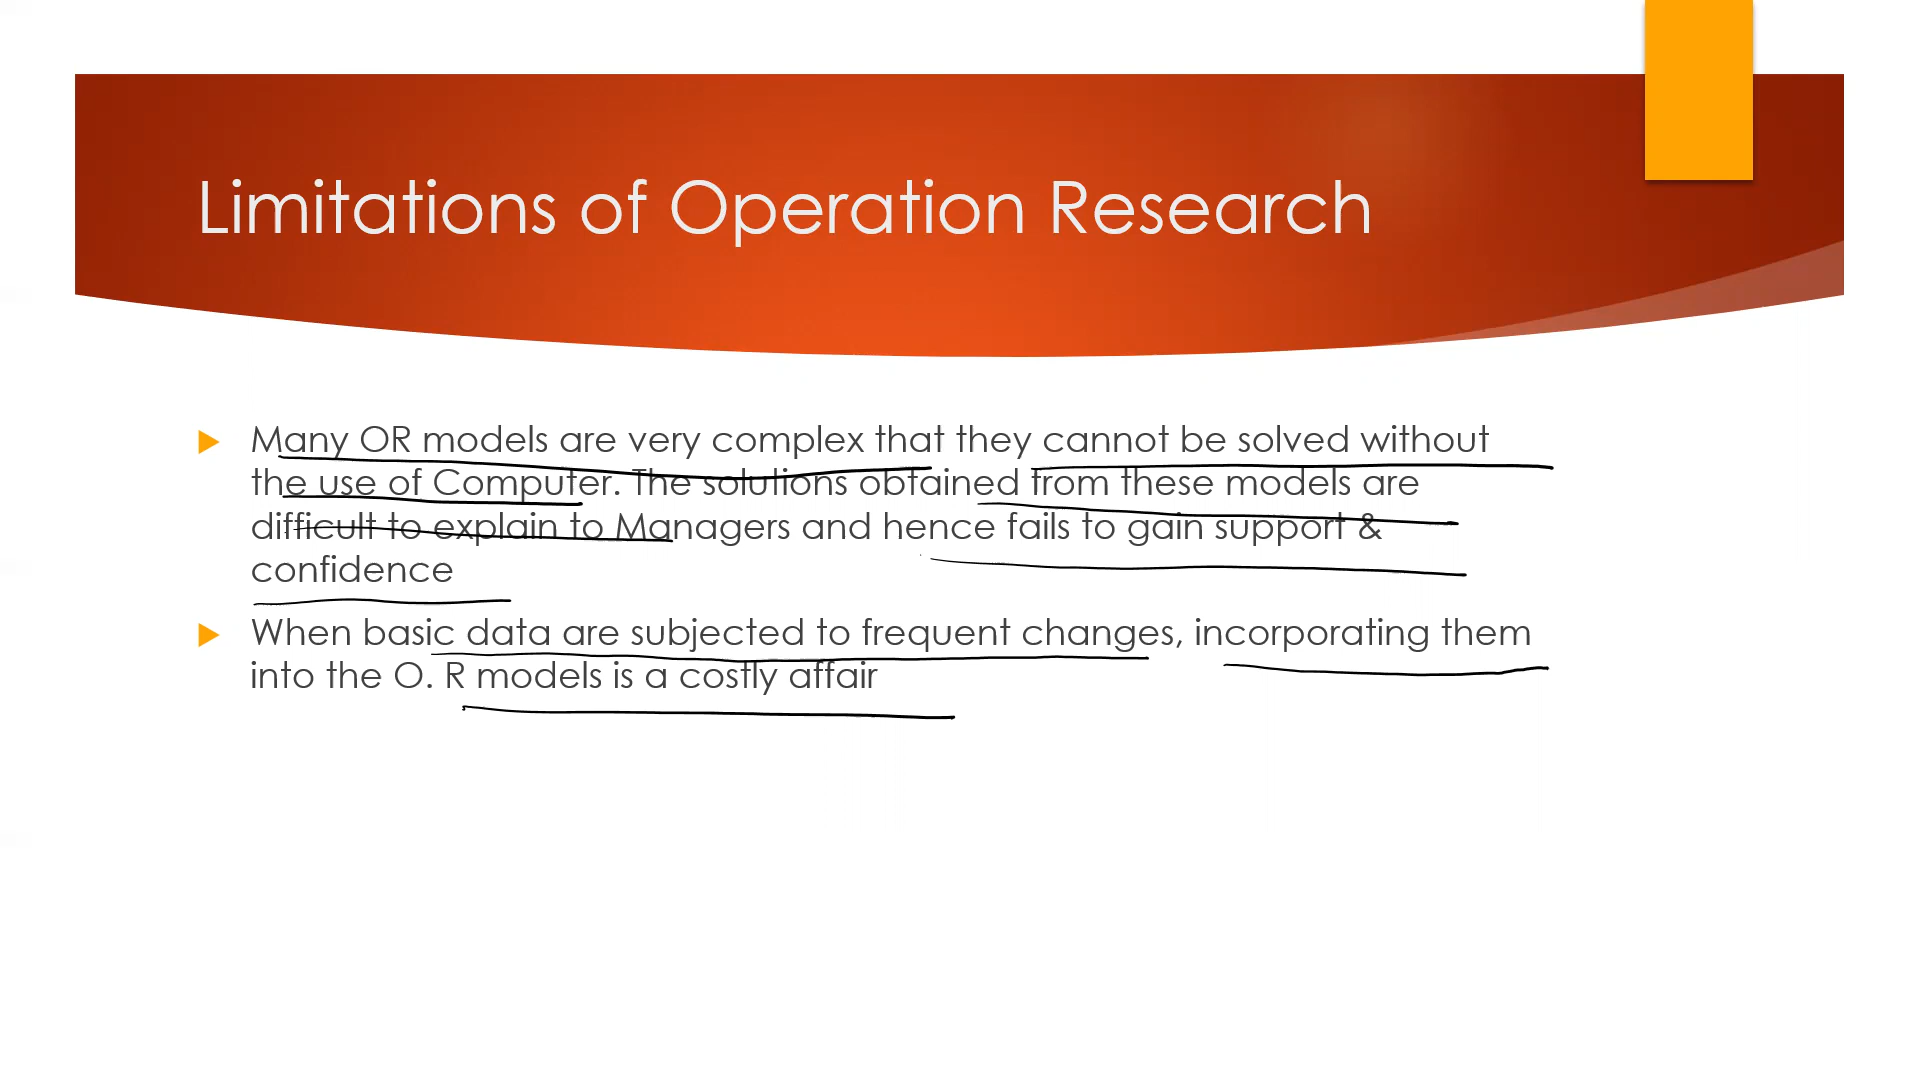 Limitations of Operation Research
Many OR models are very complex that they cannot be solved without
the use of Computer. The solutions obtained from these models are
difficult to explain to Managers and hence fails to gain support &
confidence
When basic data are subjected to frequent changes, incorporating them
into the O. R models is a costly affair